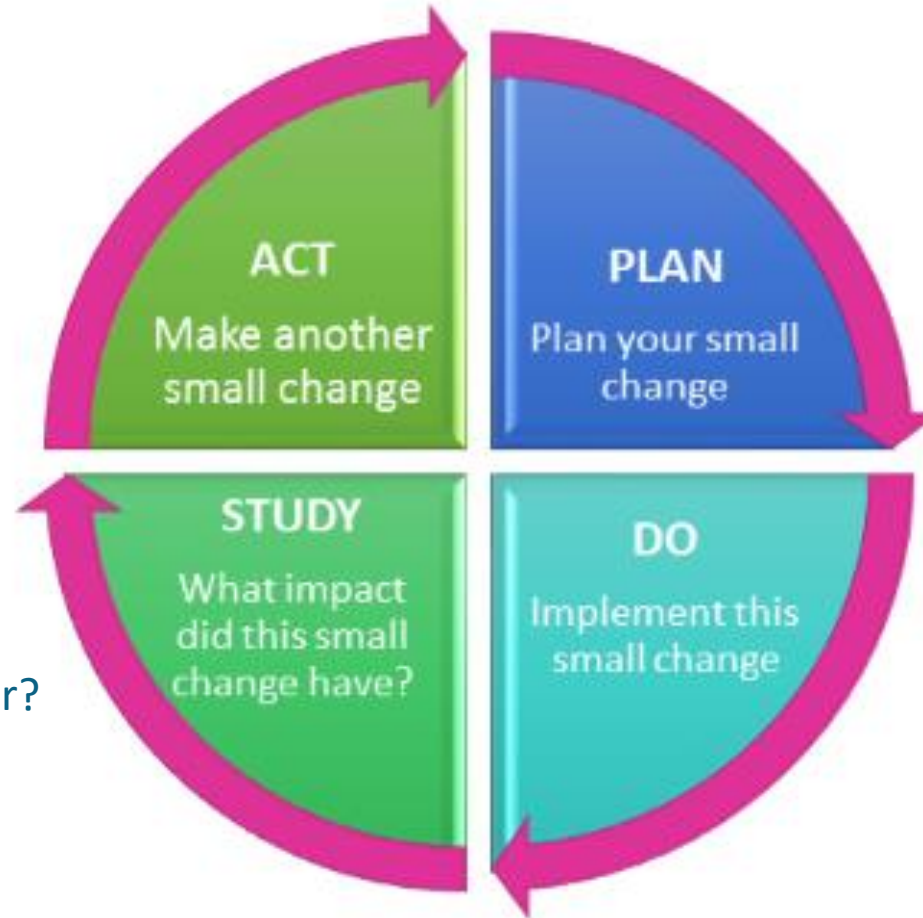 ACT
Make another
small change
PLAN
Plan your small
change
STUDY
What impact
did this small
change have?
DO
Implement this
small change
r?